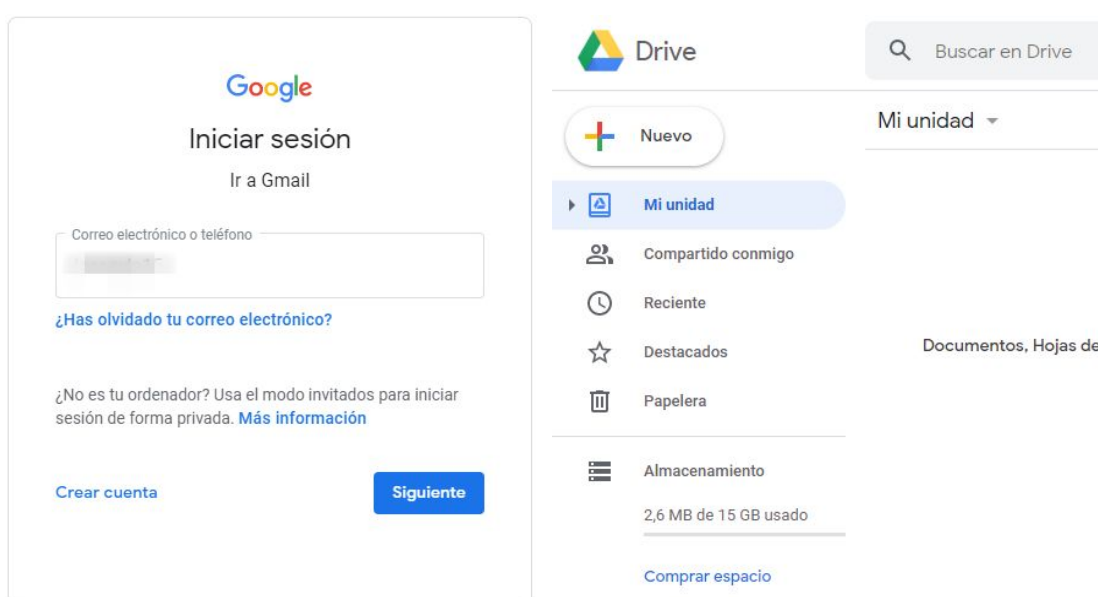 Google
Iniciar sesión
Ir a Gmail
Correo electrónico o teléfono
¿Has olvidado tu correo electrónico?
¿No es tu ordenador? Usa el modo invitados para iniciar
sesión de forma privada. Más información
Crear cuenta
Siguiente
Drive
Buscar en Drive
Nuevo
Mi unidad
Mi unidad
Compartido conmigo
Reciente
Destacados
Papelera
Almacenamiento
2,6 MB de 15 GB usado
Comprar espacio
Documentos, Hojas de